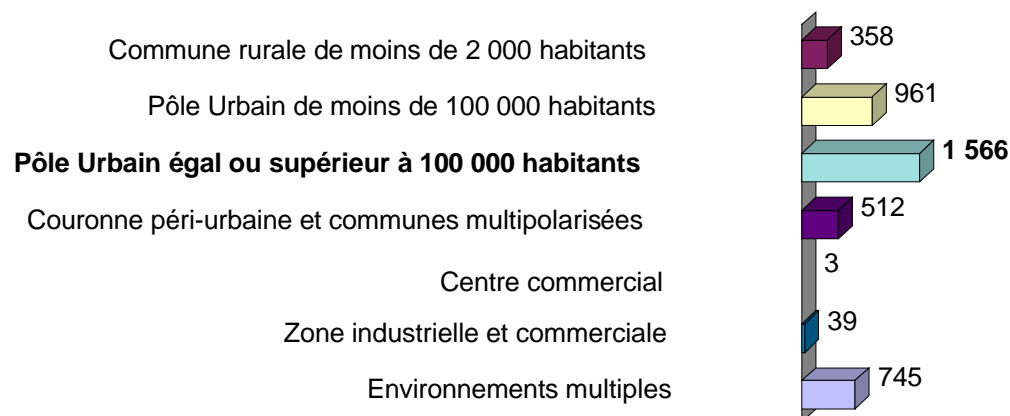 Commune rurale de moins de 2 000 habitants 358
Pôle Urbain de moins de 100 000 habitants 961
Pôle Urbain égal ou supérieur à 100 000 habitants 1 566
Couronne péri-urbaine et communes multipolarisées 512
Centre commercial 3
Zone industrielle et commerciale 39
Environnements multiples 745